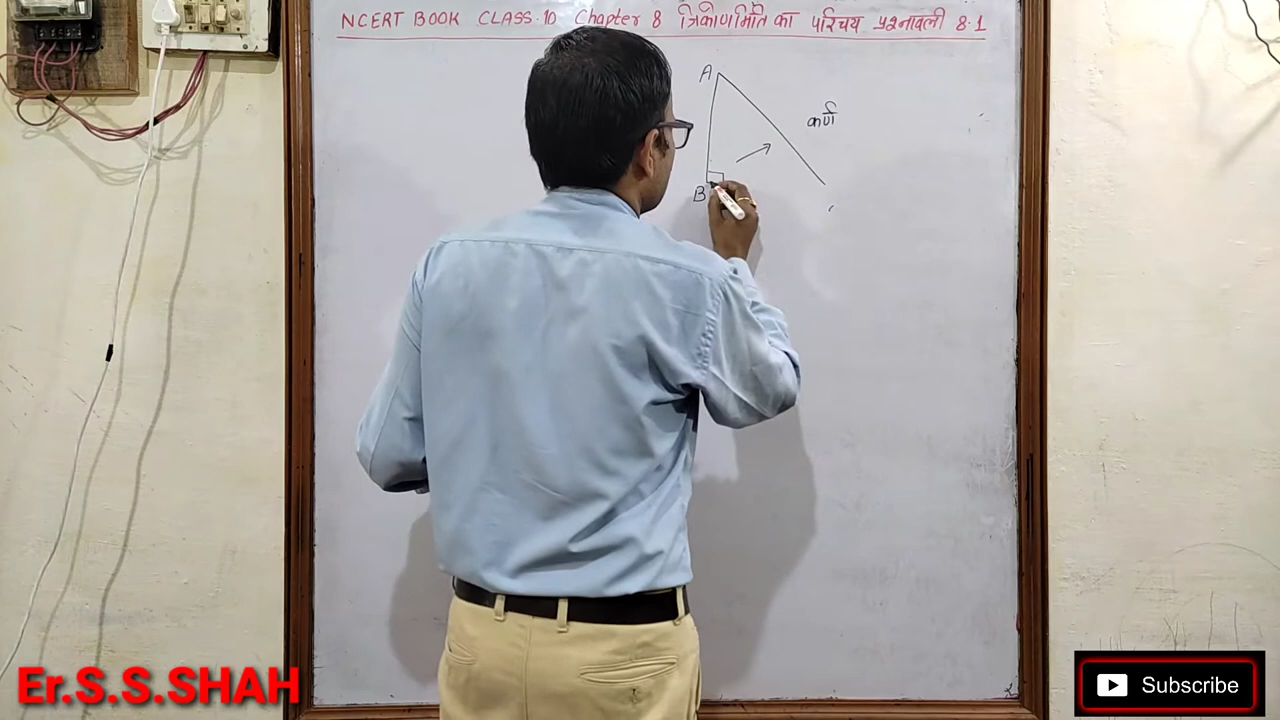 NCERT BOOK CLASS-10 Chapter 8 त्रिकोणमिति का परिचय प्रश्नावली 8.1
A
कर्ण
B
Er.S.S.SHAH
Subscribe